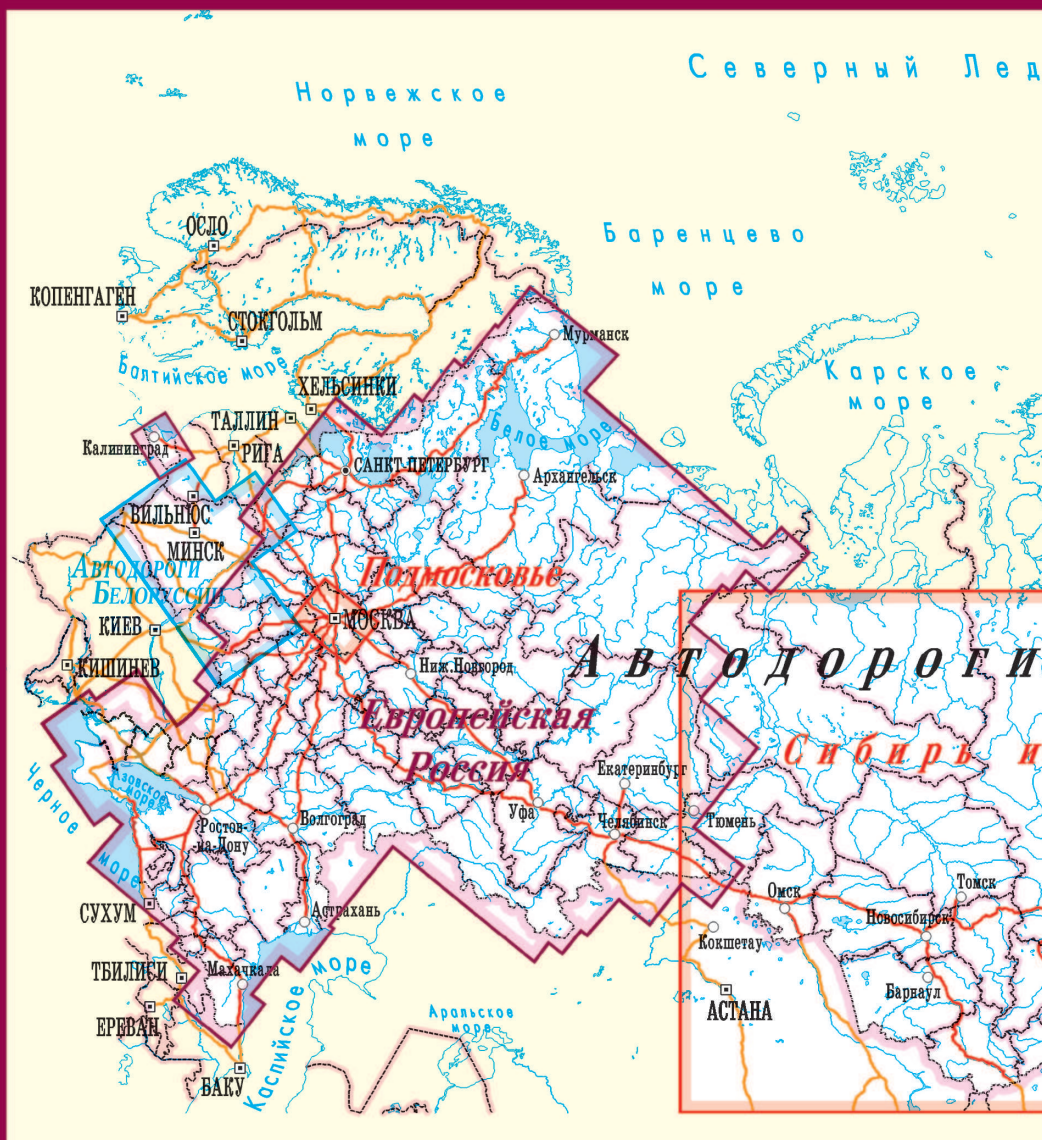 Северный Лед
Норвежское
море
ОСЛО
Баренцево
море
КОПЕНГАГЕН
СТОКГОЛЬМ
Мурманск
Балтийское море
Карское
море
ХЕЛЬСИНКИ
ТАЛЛИН
Белое море
Калининград
РИГА
САНКТ-ПЕТЕРБУРГ
Архангельск
ВИЛЬНЮС
МИНСК
Автодороги
Белоруссии
Подмосковье
КИЕВ
МОСКВА
КИШИНЕВ
Ниж.Новгород
Автодороги
Европейская
Россия
Сибирь и
Черное
море
Азовское
море
Екатеринбург
Уфа
Челябинск
Тюмень
Ростов-
на-Дону
Волгоград
Омск
Томск
СУХУМ
Астрахань
Новосибирск
Кокшетау
ТБИЛИСИ
Махачкала
Каспийское море
Барнаул
ЕРЕВАН
Аральское
море
АСТАНА
БАКУ